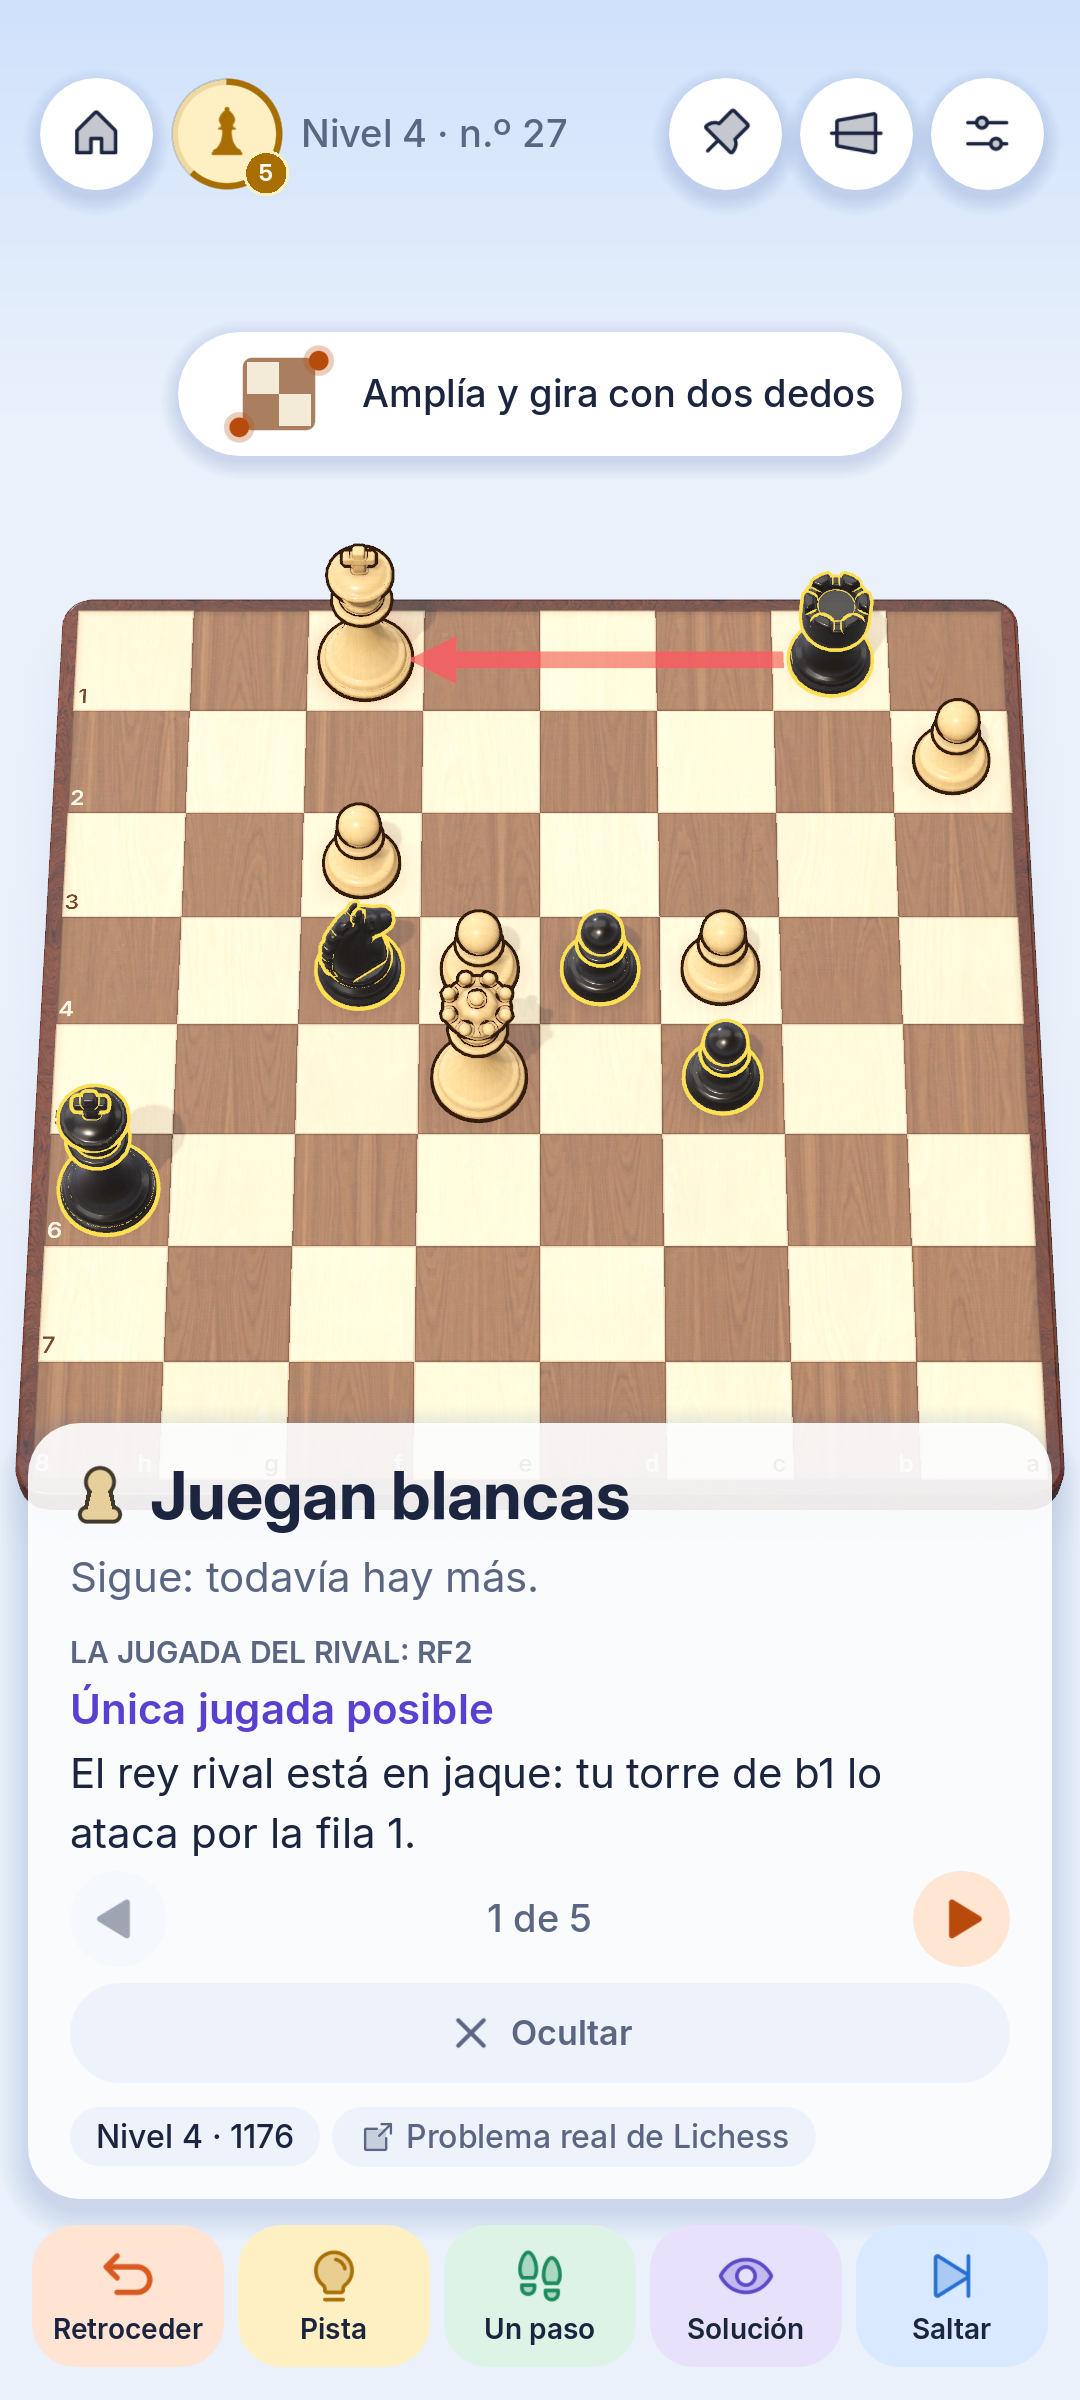 Nivel 4 · n.º 27
5
Amplía y gira con dos dedos
1
2
3
4
6
7
8 h g f e d c b a
Juegan blancas
Sigue: todavía hay más.
LA JUGADA DEL RIVAL: RF2
Única jugada posible
El rey rival está en jaque: tu torre de b1 lo
ataca por la fila 1.
1 de 5
Ocultar
Nivel 4 · 1176
Problema real de Lichess
Retroceder
Pista
Un paso
Solución
Saltar